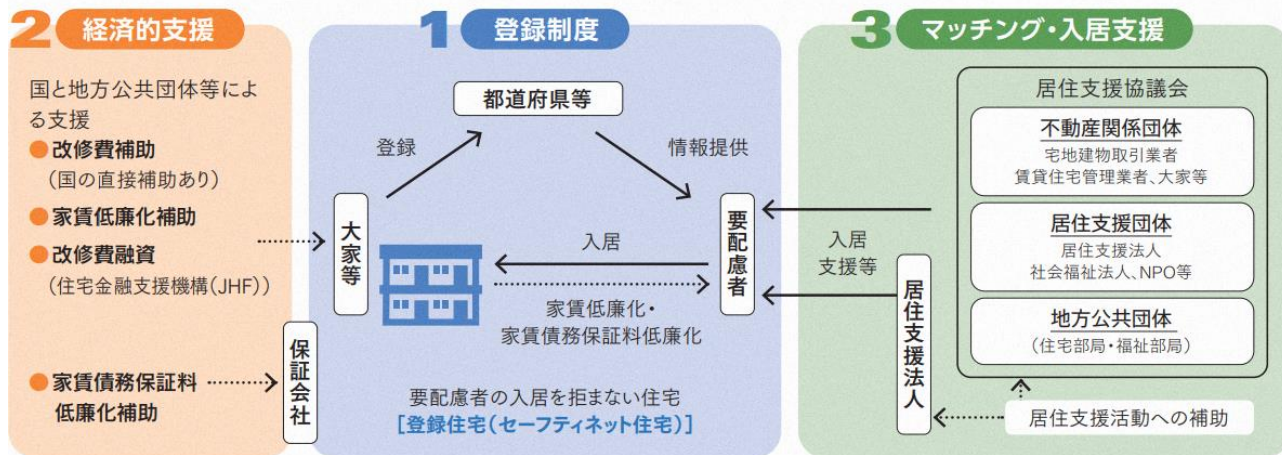 2 経済的支援
国と地方公共団体等によ
る支援
●改修費補助
（国の直接補助あり）
●家賃低廉化補助
●改修費融資
（住宅金融支援機構（JHF））
●家賃債務保証料
低廉化補助
保証会社
1 登録制度
都道府県等
登録
情報提供
大家等
入居
要配慮者
家賃低廉化・
家賃債務保証料低廉化
要配慮者の入居を拒まない住宅
［登録住宅（セーフティネット住宅）］
3 マッチング・入居支援
入居
支援等
居住支援法人
居住支援協議会
不動産関係団体
宅地建物取引業者
賃貸住宅管理業者、大家等
居住支援団体
居住支援法人
社会福祉法人、NPO等
地方公共団体
（住宅部局・福祉部局）
居住支援活動への補助